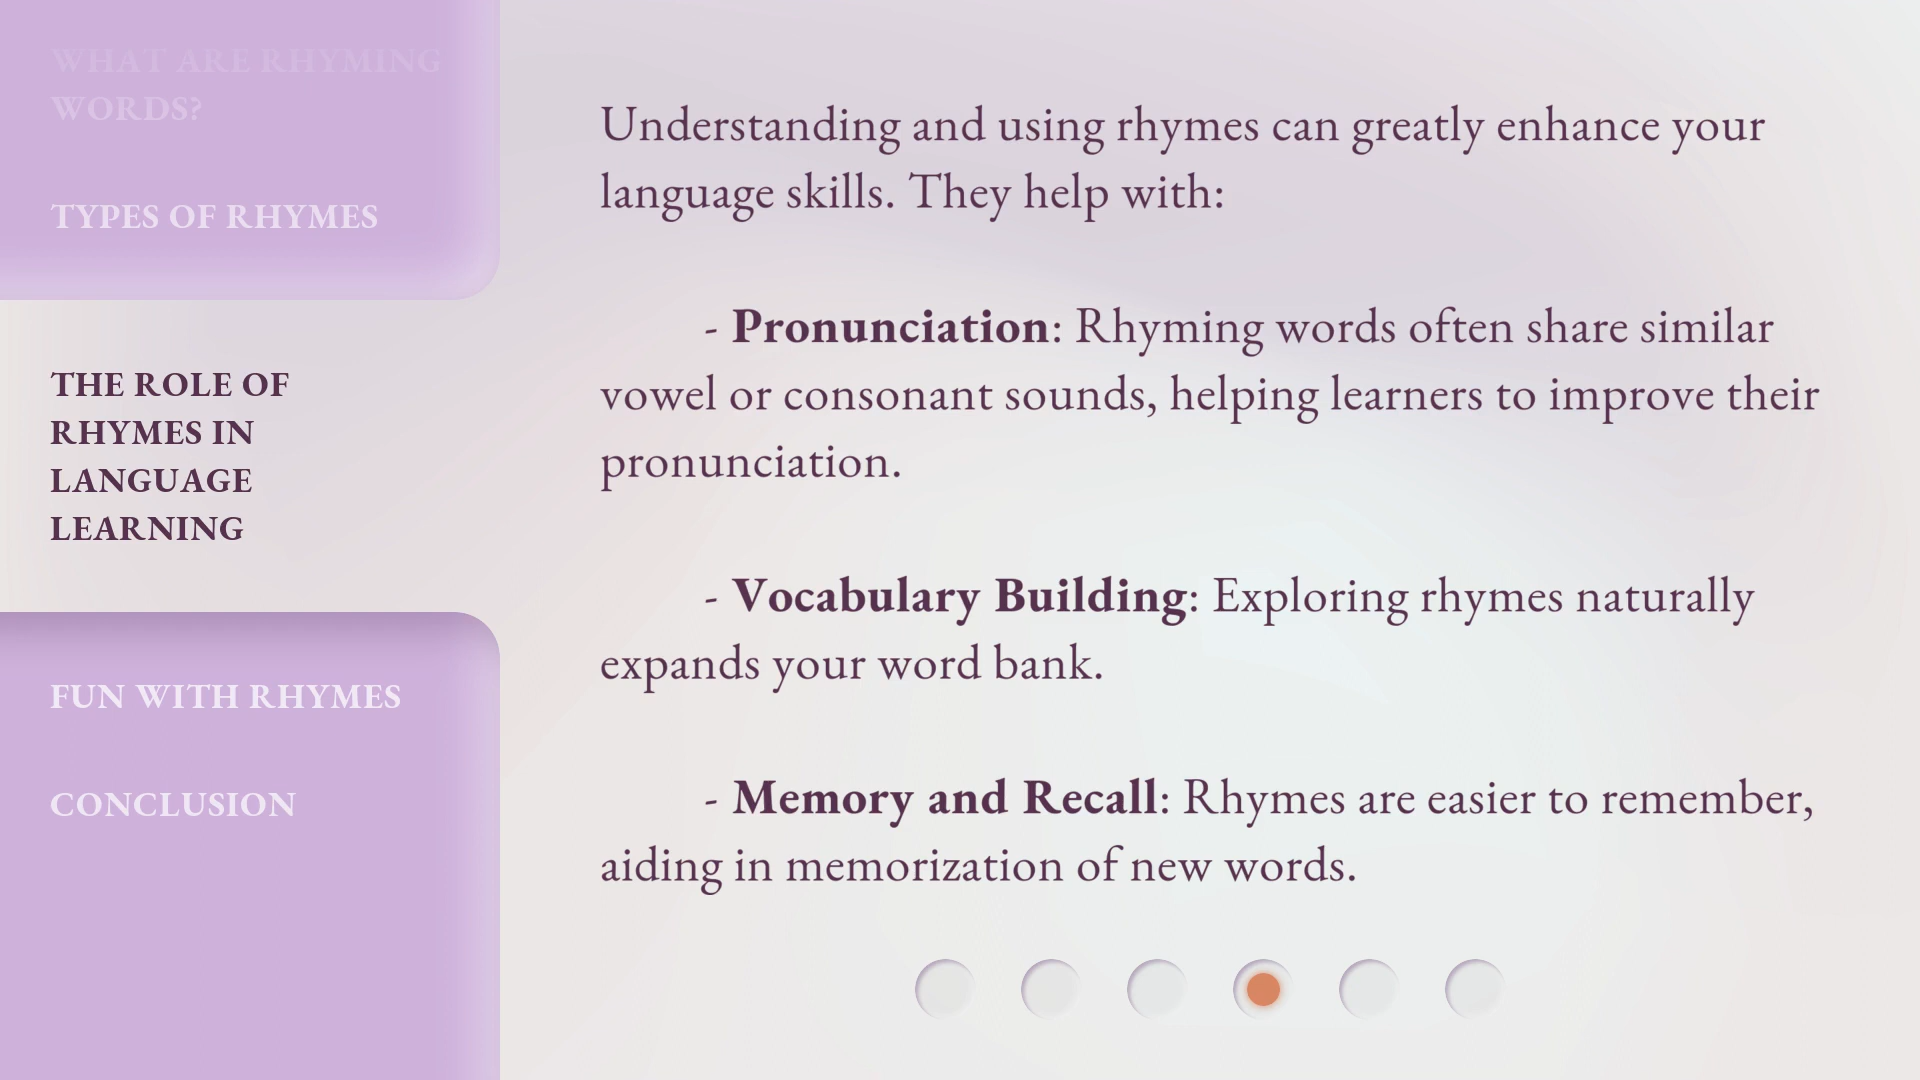 WHAT ARE RHYMING
WORDS?
TYPES OF RHYMES
THE ROLE OF
RHYMES IN
LANGUAGE
LEARNING
FUN WITH RHYMES
CONCLUSION
Understanding and using rhymes can greatly enhance your
language skills. They help with:
- Pronunciation: Rhyming words often share similar
vowel or consonant sounds, helping learners to improve their
pronunciation.
- Vocabulary Building: Exploring rhymes naturally
expands your word bank.
- Memory and Recall: Rhymes are easier to remember,
aiding in memorization of new words.